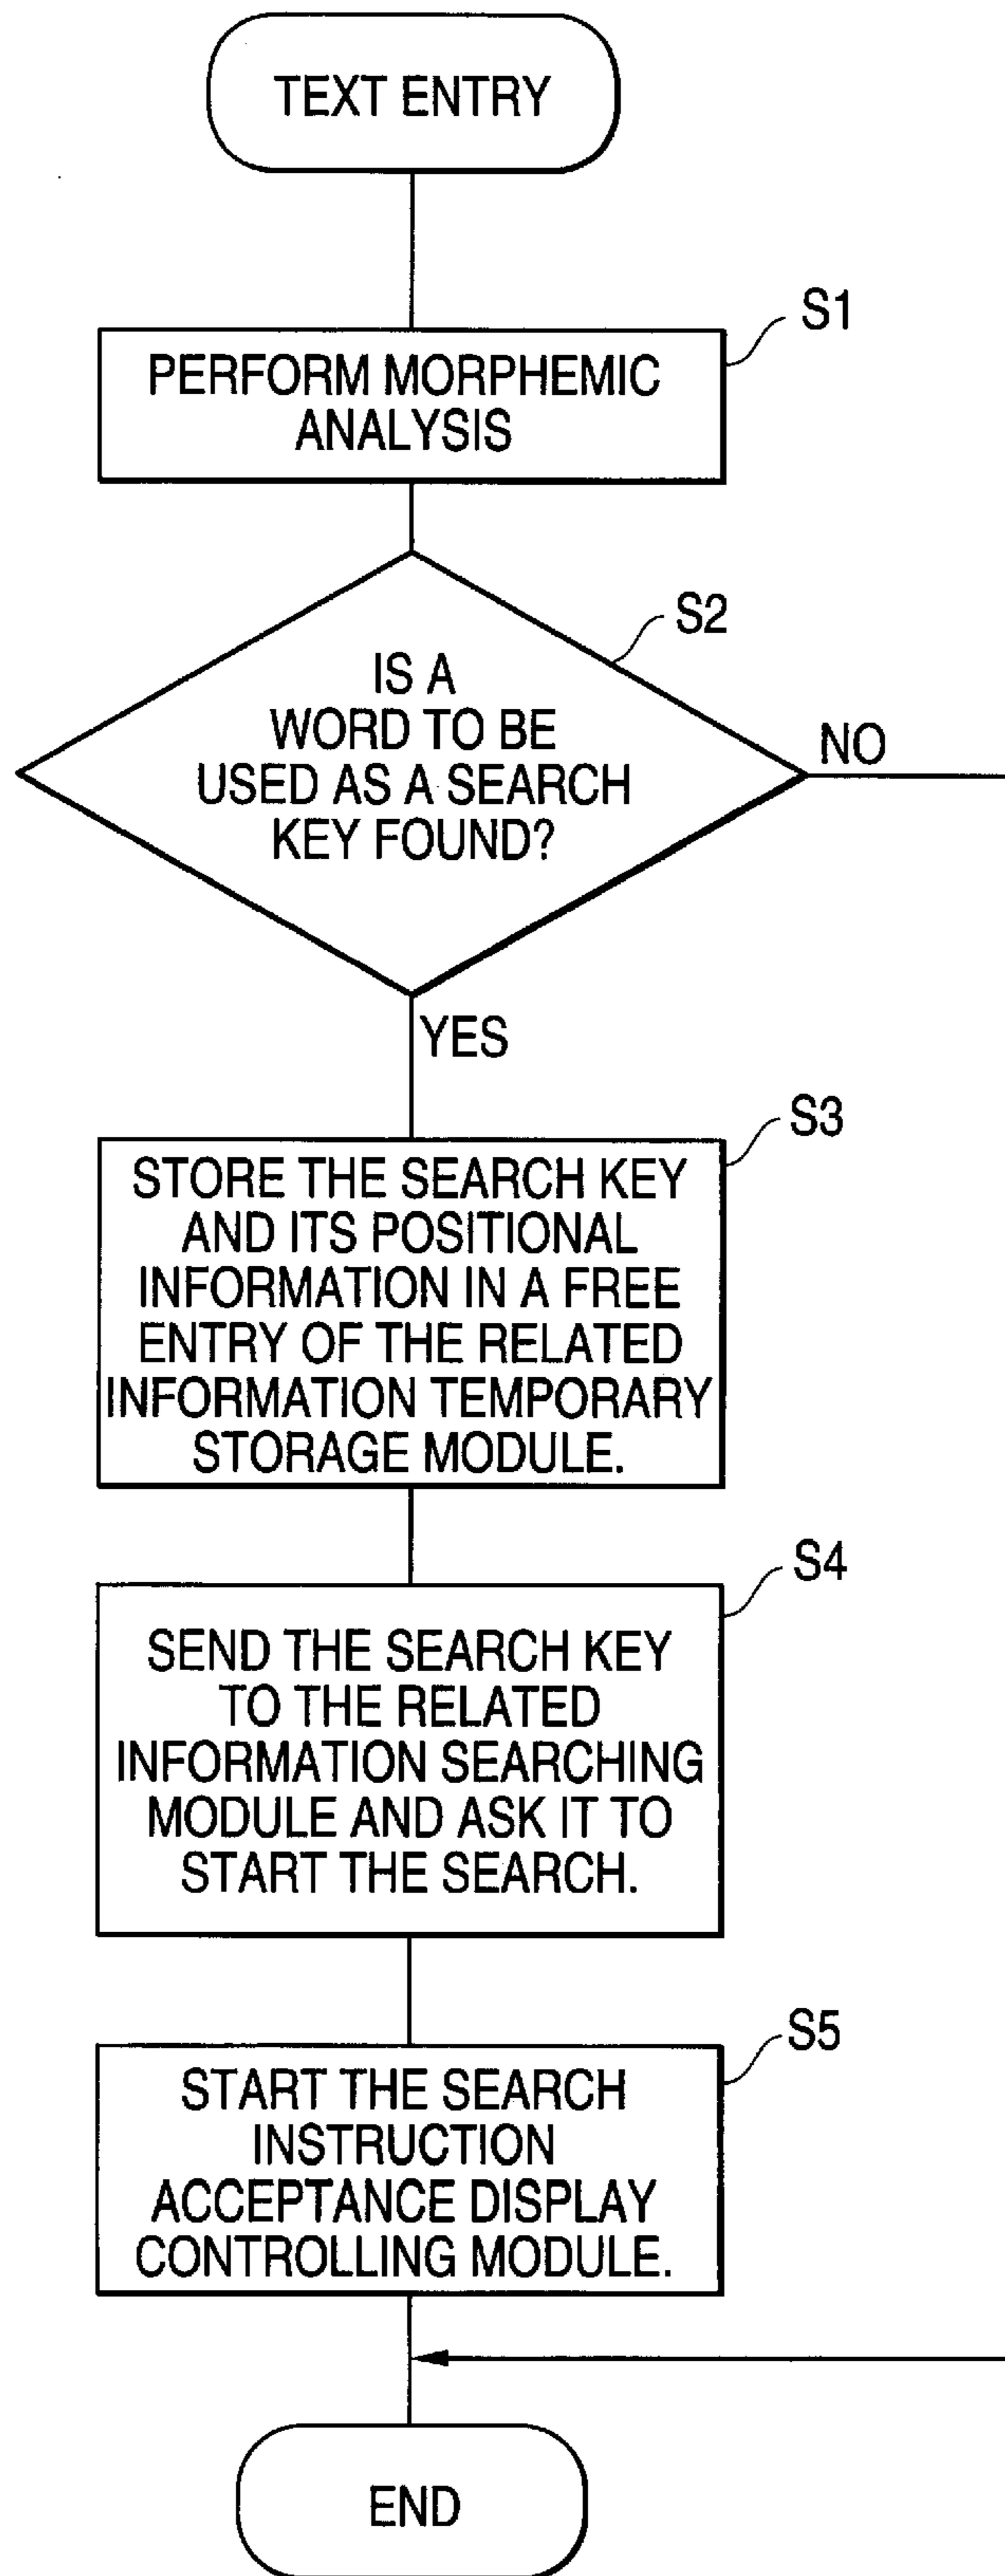 TEXT ENTRY
S1
PERFORM MORPHEMIC
ANALYSIS
S2
IS A
WORD TO BE
USED AS A SEARCH
KEY FOUND?
NO
YES
S3
STORE THE SEARCH KEY
AND ITS POSITIONAL
INFORMATION IN A FREE
ENTRY OF THE RELATED
INFORMATION TEMPORARY
STORAGE MODULE.
S4
SEND THE SEARCH KEY
TO THE RELATED
INFORMATION SEARCHING
MODULE AND ASK IT TO
START THE SEARCH.
S5
START THE SEARCH
INSTRUCTION
ACCEPTANCE DISPLAY
CONTROLLING MODULE.
END